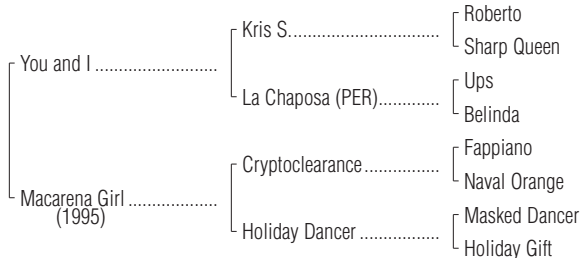 Roberto
Kris S.
Sharp Queen
You and I
Ups
La Chaposa (PER)
Belinda
Fappiano
Cryptoclearance
Naval Orange
Macarena Girl
(1995)
Masked Dancer
Holiday Dancer
Holiday Gift